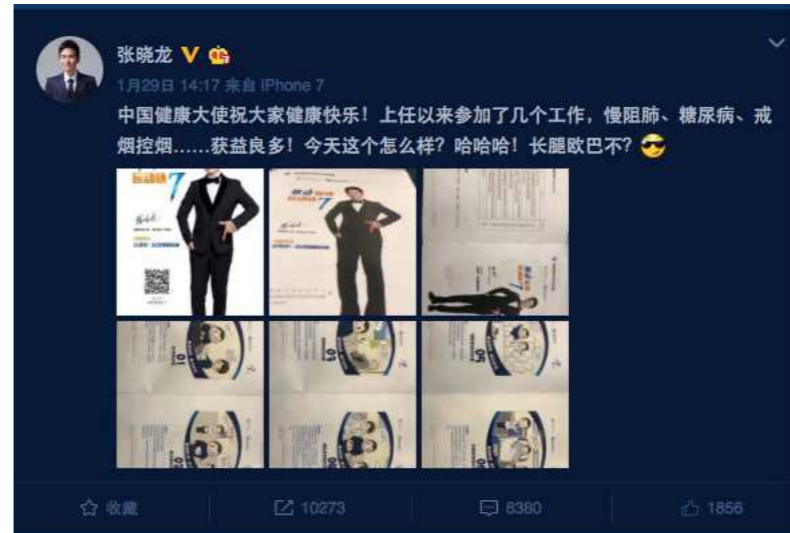 张晓龙
1月29日 14:17 来自 iPhone 7
中国健康大使祝大家健康快乐！上任以来参加了几个工作，慢阻肺、糖尿病、戒
烟控烟……获益良多！今天这个怎么样？哈哈哈！长腿欧巴不？
收藏
10273
8380
1856